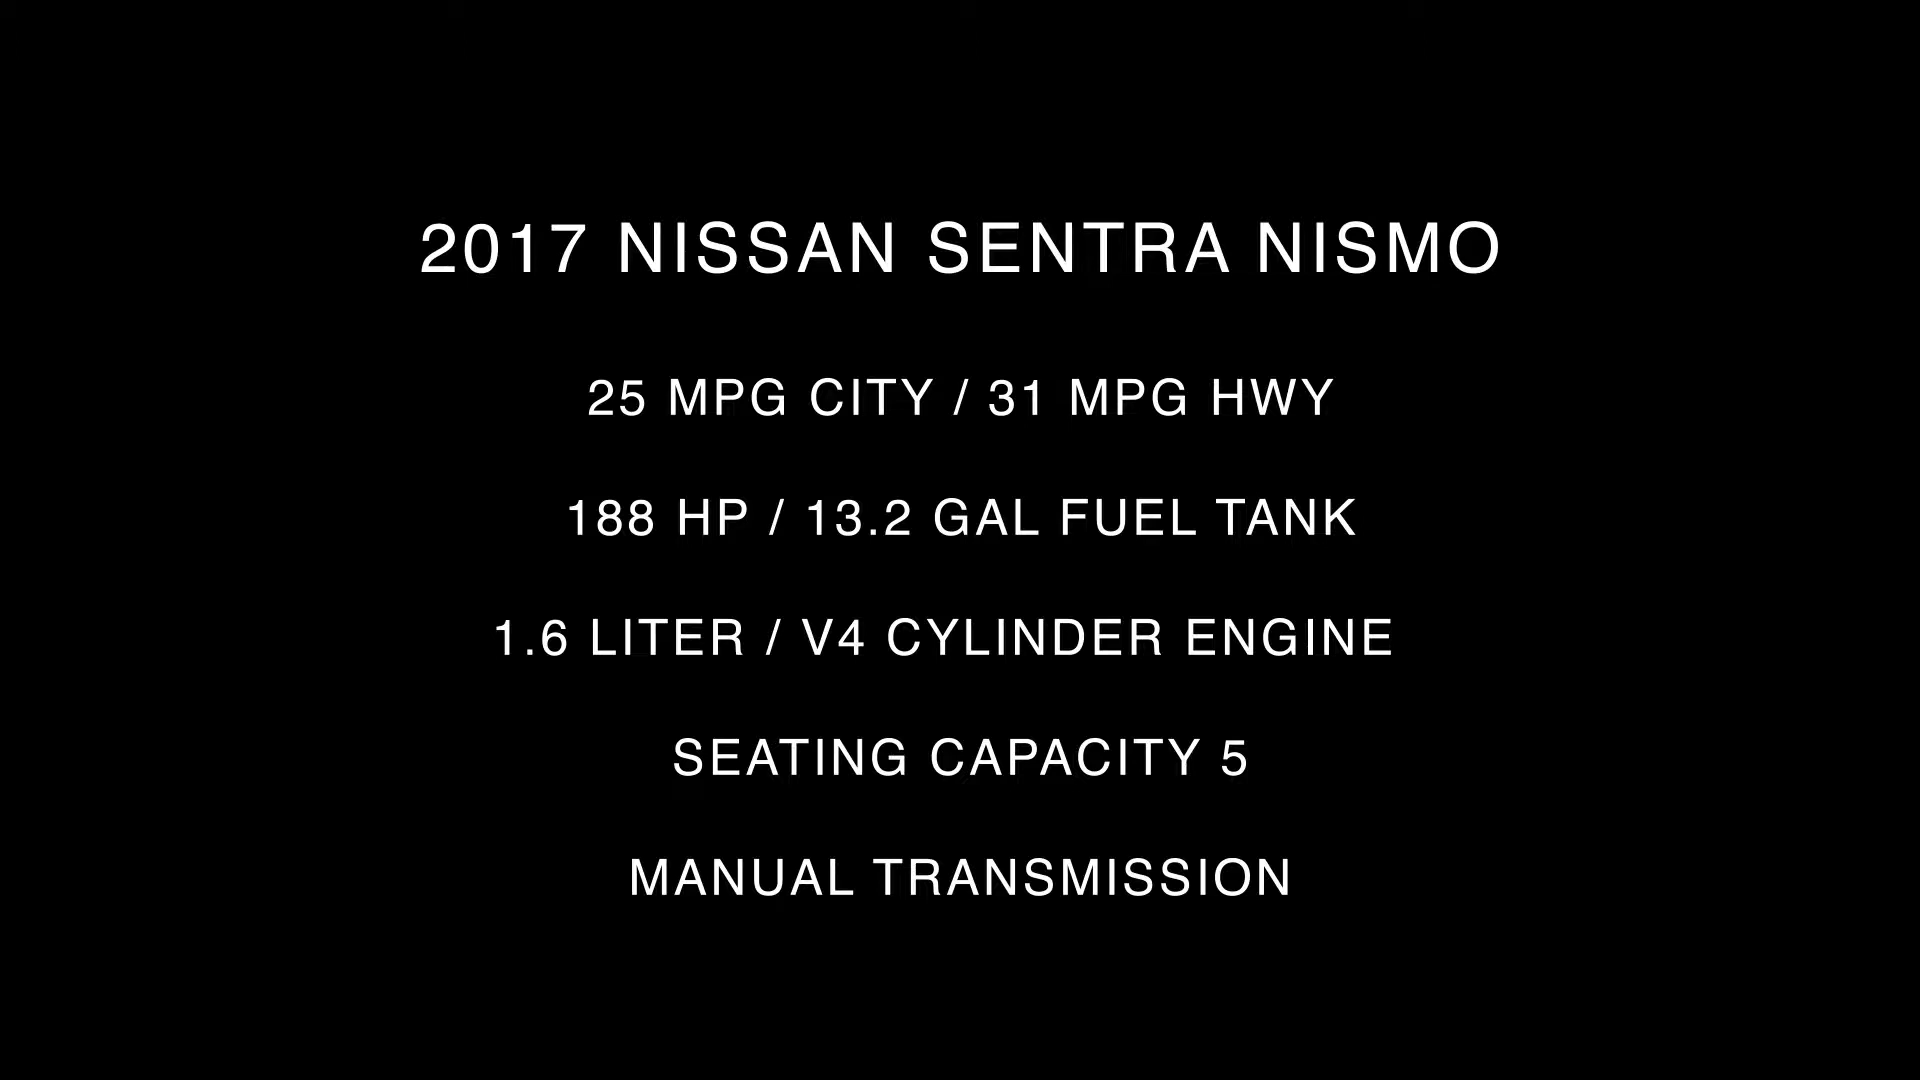 2017 NISSAN SENTRA NISMO
25 MPG CITY / 31 MPG HWY
188 HP / 13.2 GAL FUEL TANK
1.6 LITER / V4 CYLINDER ENGINE
SEATING CAPACITY 5
MANUAL TRANSMISSION